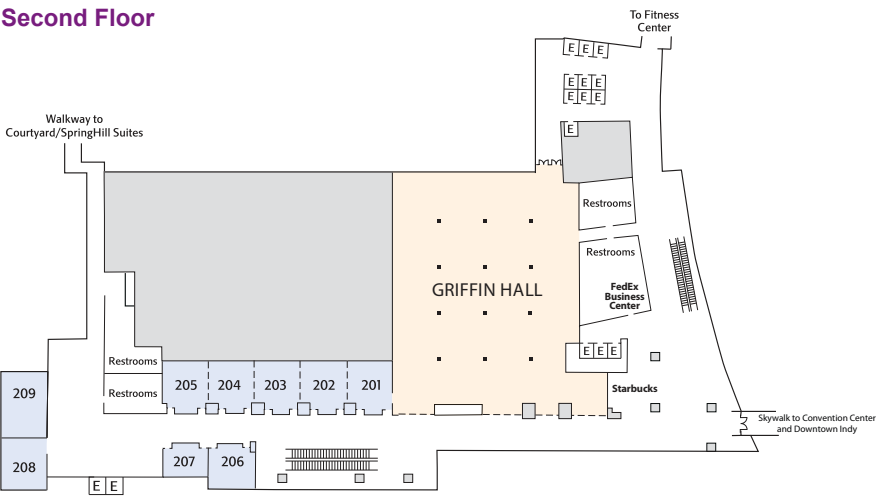 Second Floor
To Fitness
Center
E E E
E E E
E E E
Walkway to
Courtyard/SpringHill Suites
E
Restrooms
Restrooms
FedEx
Business
Center
GRIFFIN HALL
E E E
Restrooms
Restrooms
205 204 203 202 201
Starbucks
209
Skywalk to Convention Center
and Downtown Indy
208
207 206
E E